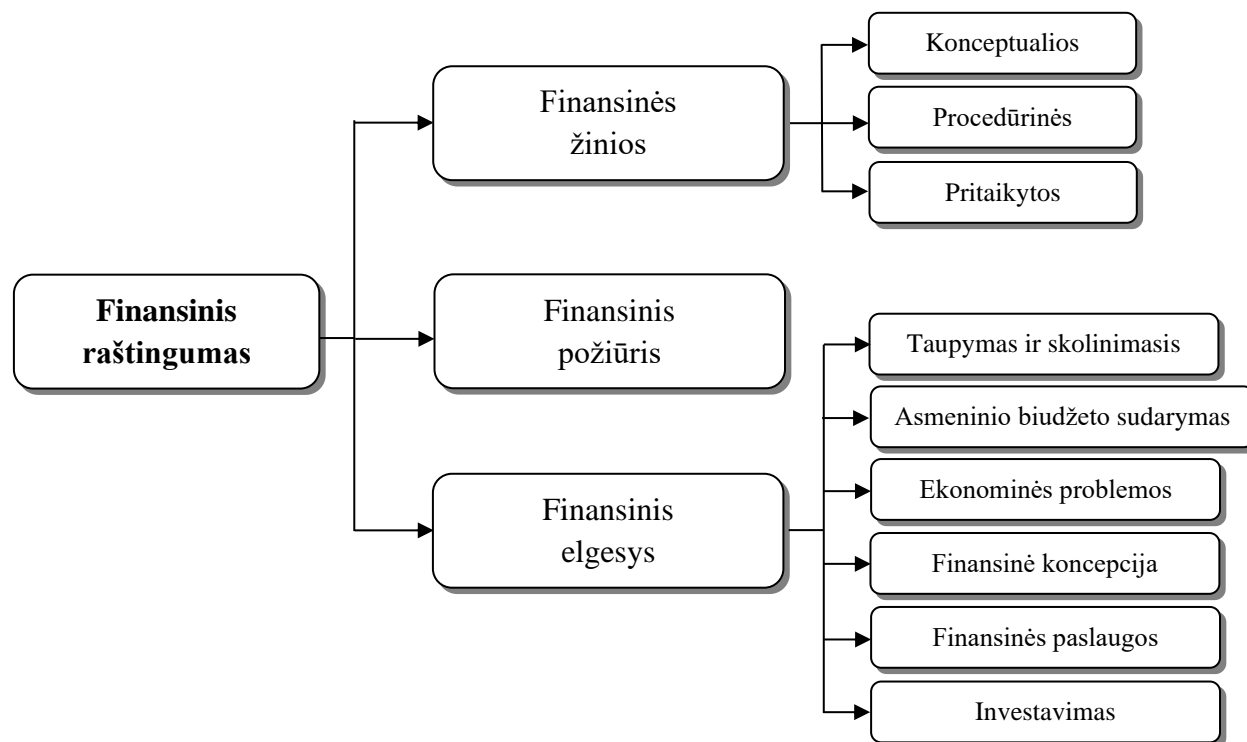 Finansinis
raštingumas
Finansinės
žinios
Konceptualios
Procedūrinės
Pritaikytos
Finansinis
požiūris
Finansinis
elgesys
Taupymas ir skolinimasis
Asmeninio biudžeto sudarymas
Ekonominės problemos
Finansinė koncepcija
Finansinės paslaugos
Investavimas